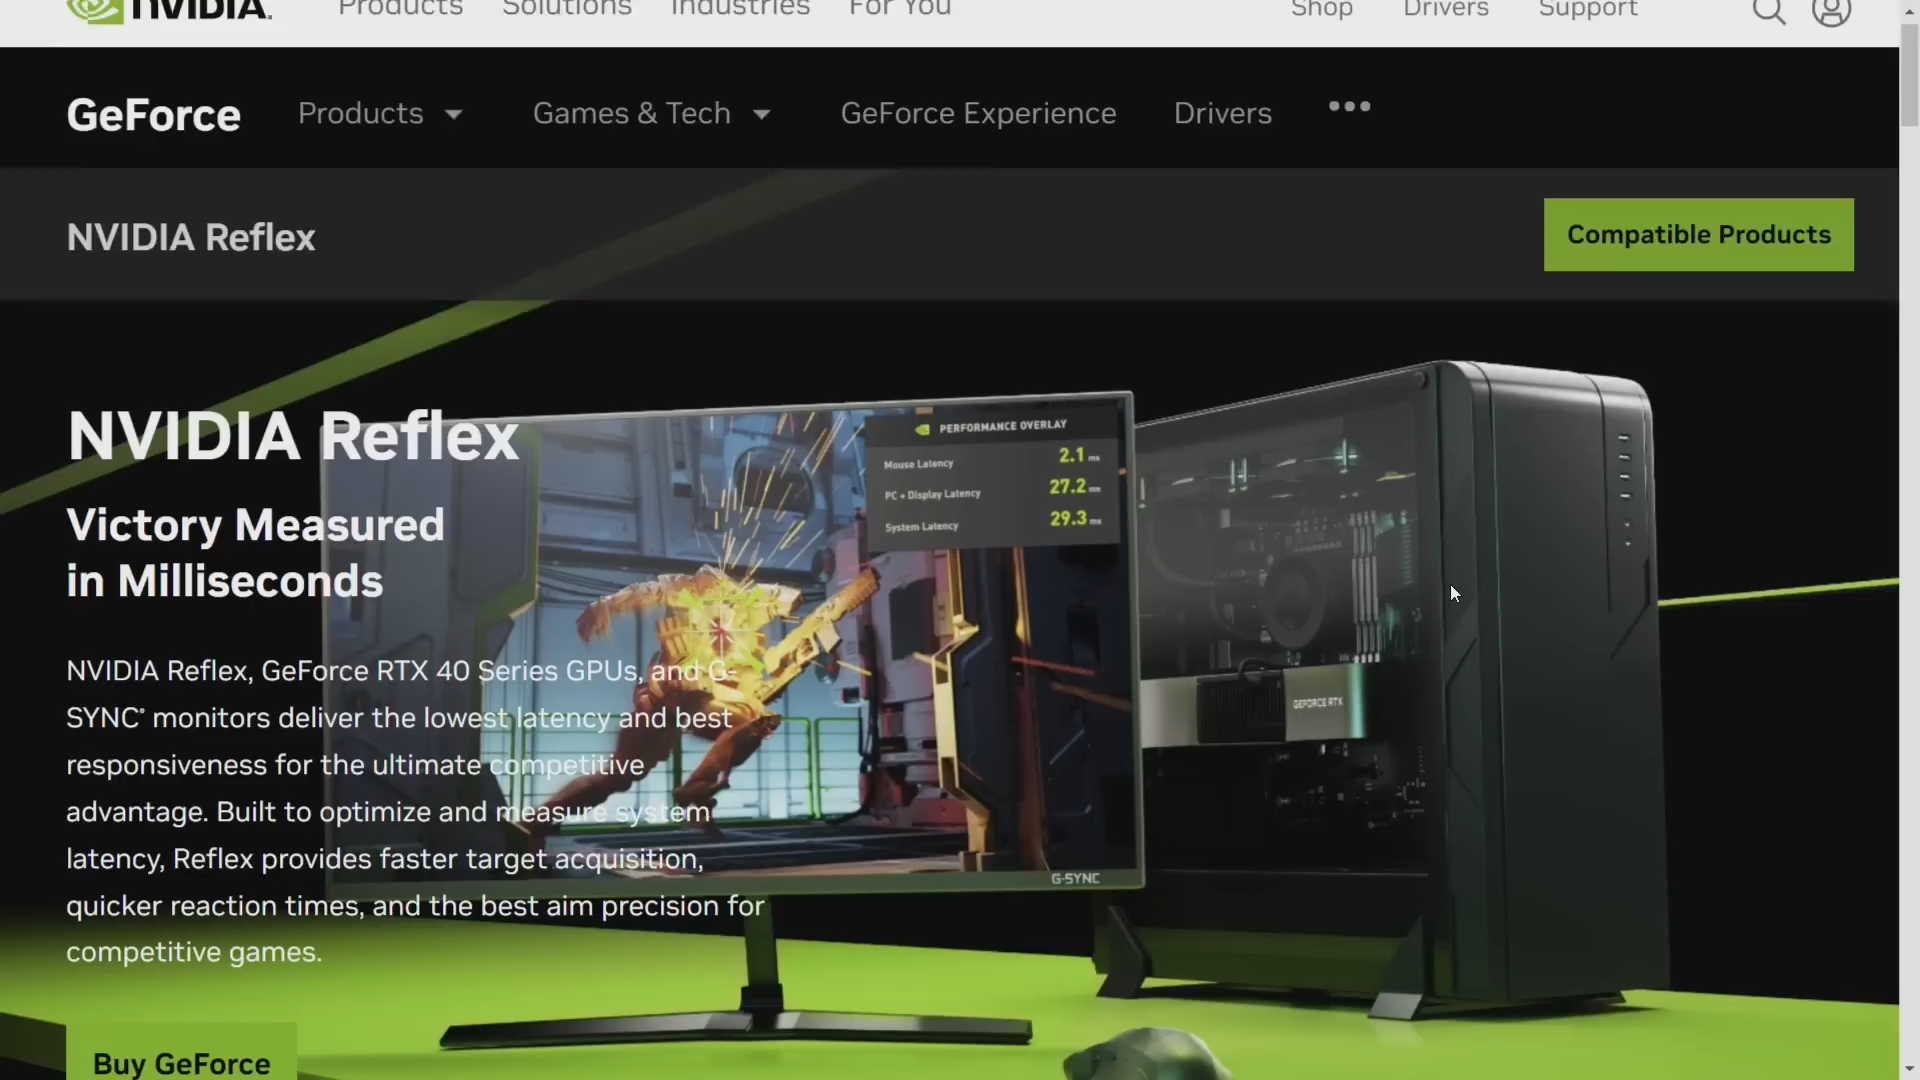 NVIDIA.
Products Solutions Industries For You Shop Drivers Support
GeForce Products Games & Tech GeForce Experience Drivers
NVIDIA Reflex
Compatible Products
NVIDIA Reflex
Victory Measured
in Milliseconds
NVIDIA Reflex, GeForce RTX 40 Series GPUs, and G-
SYNC® monitors deliver the lowest latency and best
responsiveness for the ultimate competitive
advantage. Built to optimize and measure system
latency, Reflex provides faster target acquisition,
quicker reaction times, and the best aim precision for
competitive games.
Buy GeForce
PERFORMANCE OVERLAY
Mouse Latency 2.1 ms
PC + Display Latency 27.2 ms
System Latency 29.3 ms
G-SYNC
GEFORCE RTX